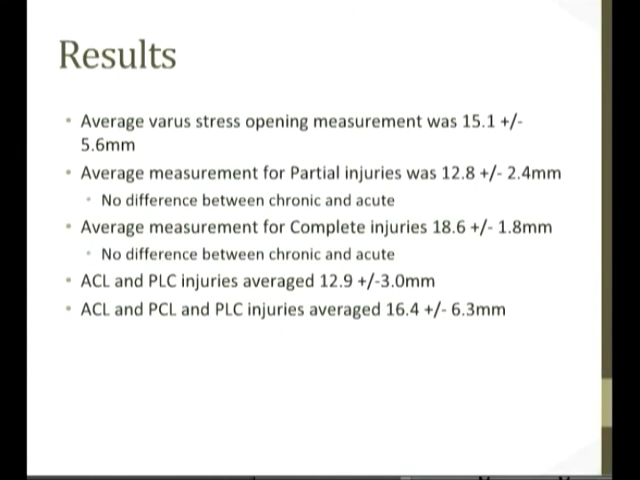 Results
• Average varus stress opening measurement was 15.1 +/-
5.6mm
• Average measurement for Partial injuries was 12.8 +/- 2.4mm
• No difference between chronic and acute
• Average measurement for Complete injuries 18.6 +/- 1.8mm
• No difference between chronic and acute
• ACL and PLC injuries averaged 12.9 +/-3.0mm
• ACL and PCL and PLC injuries averaged 16.4 +/- 6.3mm